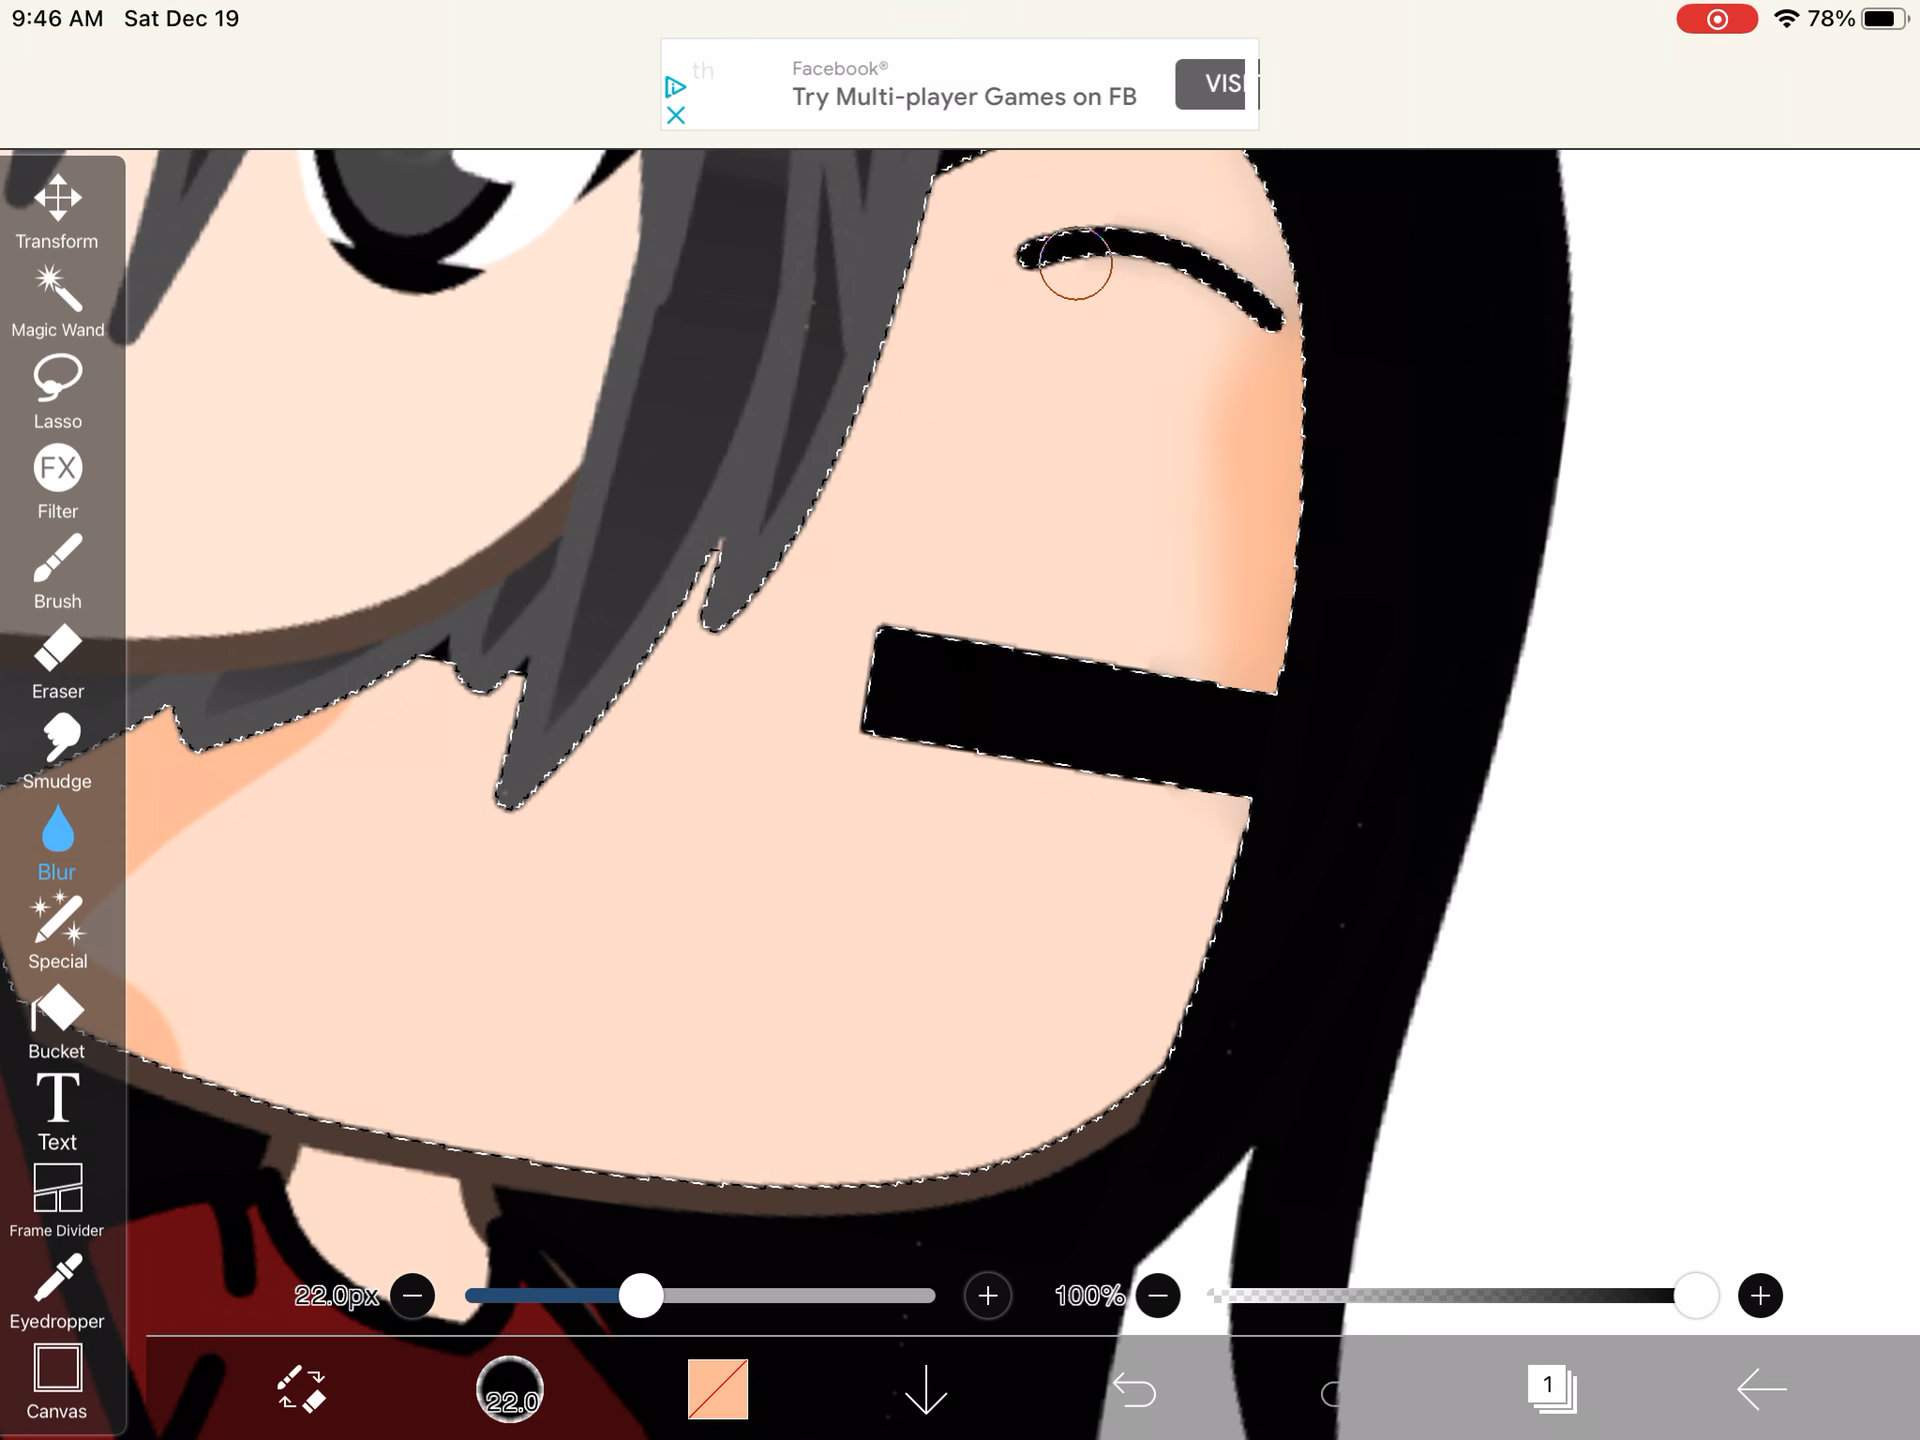 9:46 AM Sat Dec 19
78%
th
Facebook®
Try Multi-player Games on FB
VISI
Transform
Magic Wand
Lasso
FX
Filter
Brush
Eraser
Smudge
Blur
Special
Bucket
T
Text
Frame Divider
Eyedropper
Canvas
22.0px
100%
22.0
1